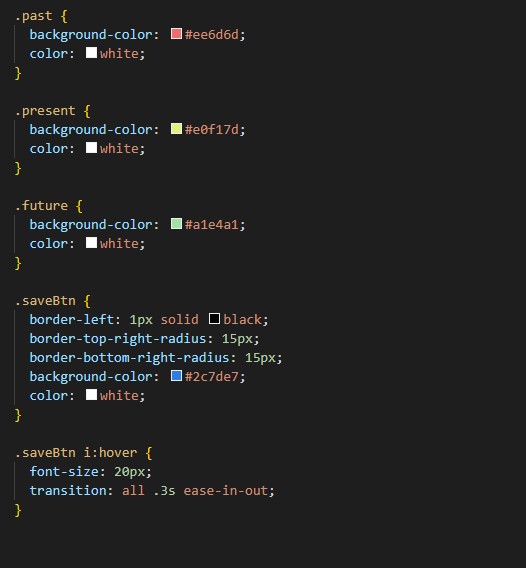 .past {
background-color: #ee6d6d;
color: white;
}
.present {
background-color: #e0f17d;
color: white;
}
.future {
background-color: #a1e4a1;
color: white;
}
.saveBtn {
border-left: 1px solid black;
border-top-right-radius: 15px;
border-bottom-right-radius: 15px;
background-color: #2c7de7;
color: white;
}
.saveBtn i:hover {
font-size: 20px;
transition: all .3s ease-in-out;
}